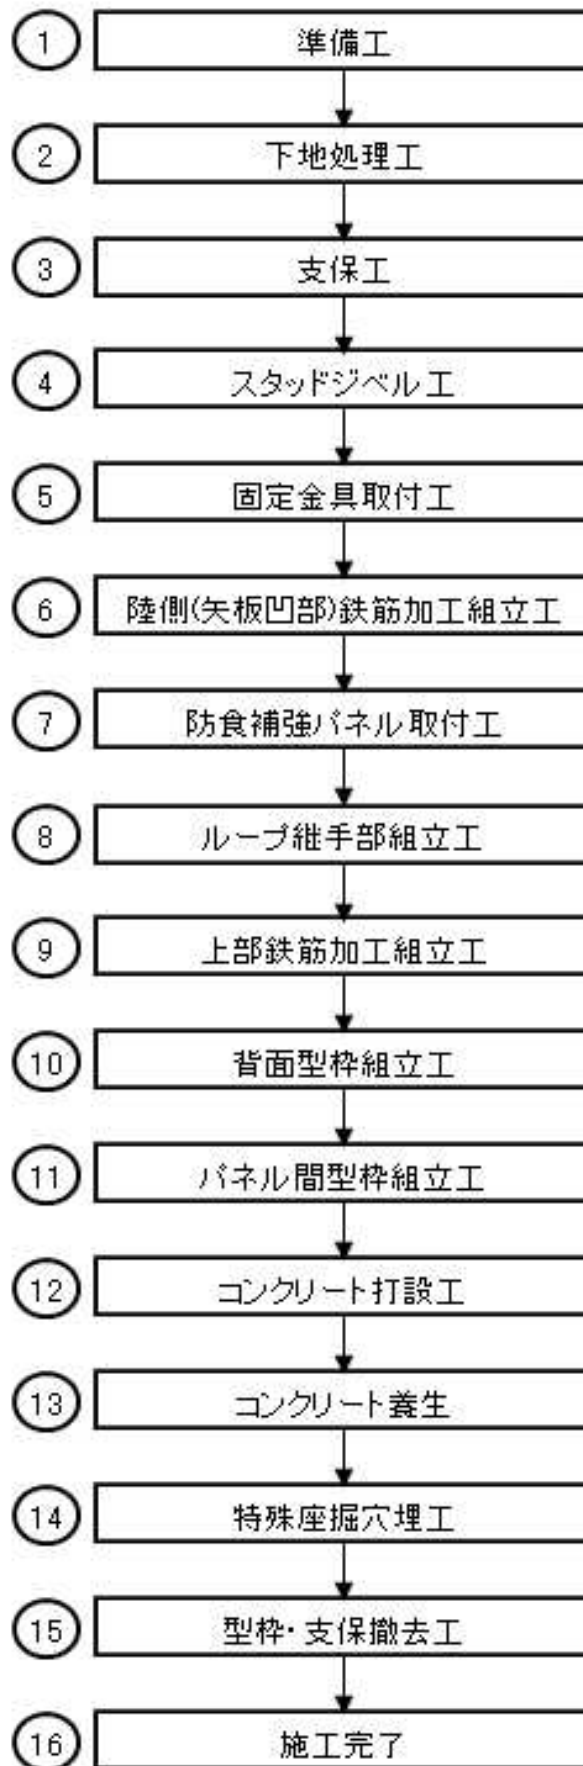 ① 準備工
② 下地処理工
③ 支保工
④ スタッドジベル工
⑤ 固定金具取付工
⑥ 陸側(矢板凹部)鉄筋加工組立工
⑦ 防食補強パネル取付工
⑧ ループ継手部組立工
⑨ 上部鉄筋加工組立工
⑩ 背面型枠組立工
⑪ パネル間型枠組立工
⑫ コンクリート打設工
⑬ コンクリート養生
⑭ 特殊座掘穴埋工
⑮ 型枠・支保撤去工
⑯ 施工完了